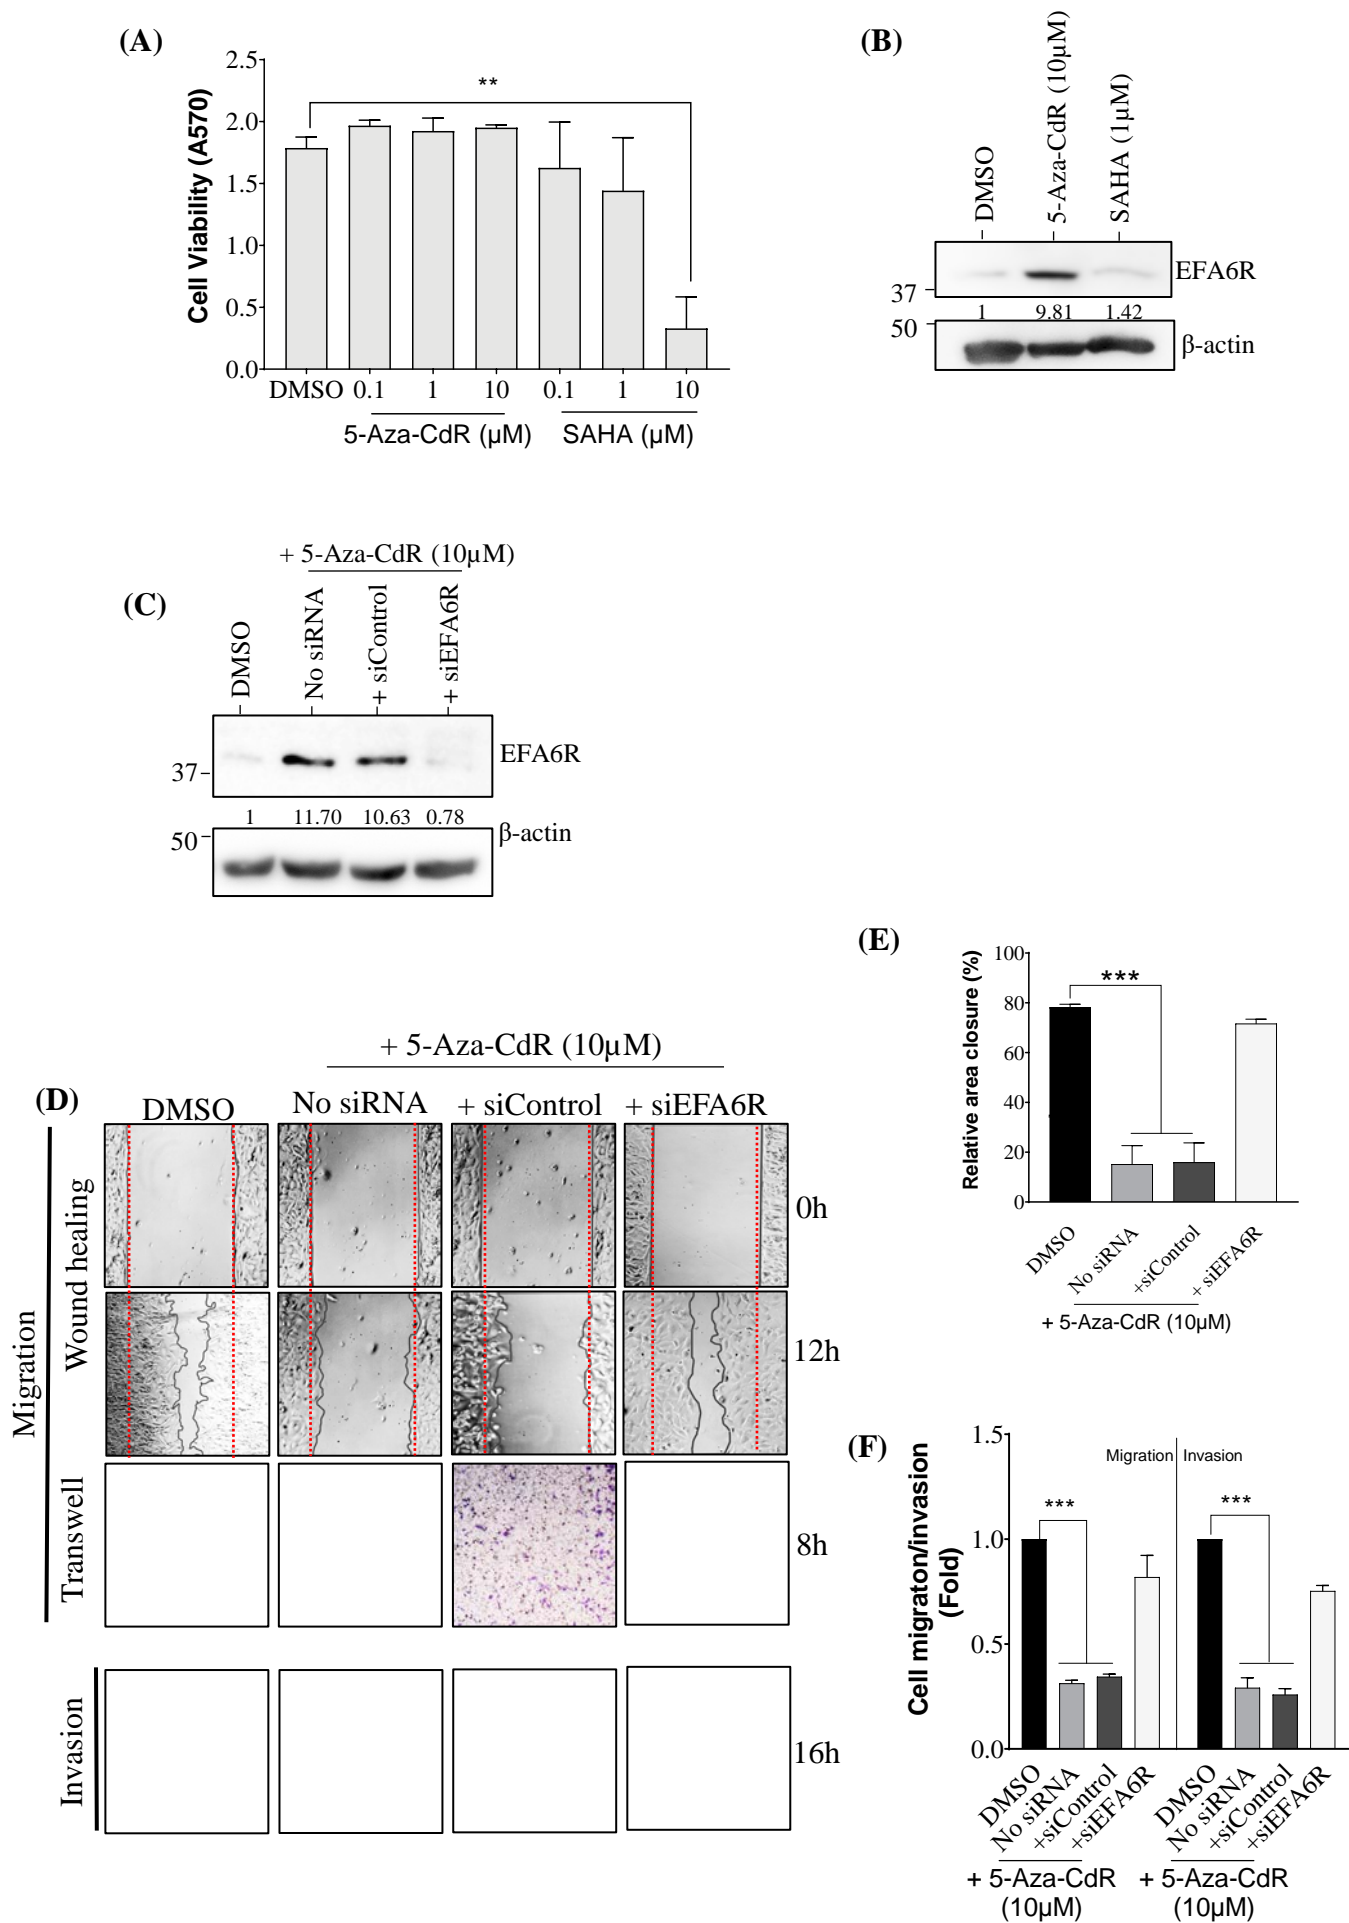 (A)
Cell Viability (A570)
2.5
2.0
1.5
1.0
0.5
0.0
**
DMSO 0.1 1 10 0.1 1 10
5-Aza-CdR (µM) SAHA (µM)
(B)
DMSO
5-Aza-CdR (10µM)
SAHA (1µM)
EFA6R
37
1 9.81 1.42
50
β-actin
+ 5-Aza-CdR (10µM)
(C)
DMSO
No siRNA
+ siControl
+ siEFA6R
EFA6R
37
1 11.70 10.63 0.78
50
β-actin
(D)
+ 5-Aza-CdR (10µM)
DMSO No siRNA + siControl + siEFA6R
Migration
Wound healing
0h
12h
Transwell
8h
Invasion
16h
(E)
Relative area closure (%)
100
80
60
40
20
0
***
DMSO
No siRNA
+siControl
+ siEFA6R
+ 5-Aza-CdR (10µM)
(F)
Cell migraton/invasion
(Fold)
1.5
1.0
0.5
0.0
Migration Invasion
*** ***
DMSO
No siRNA
+siControl
+siEFA6R
DMSO
No siRNA
+siControl
+siEFA6R
+ 5-Aza-CdR + 5-Aza-CdR
(10µM) (10µM)